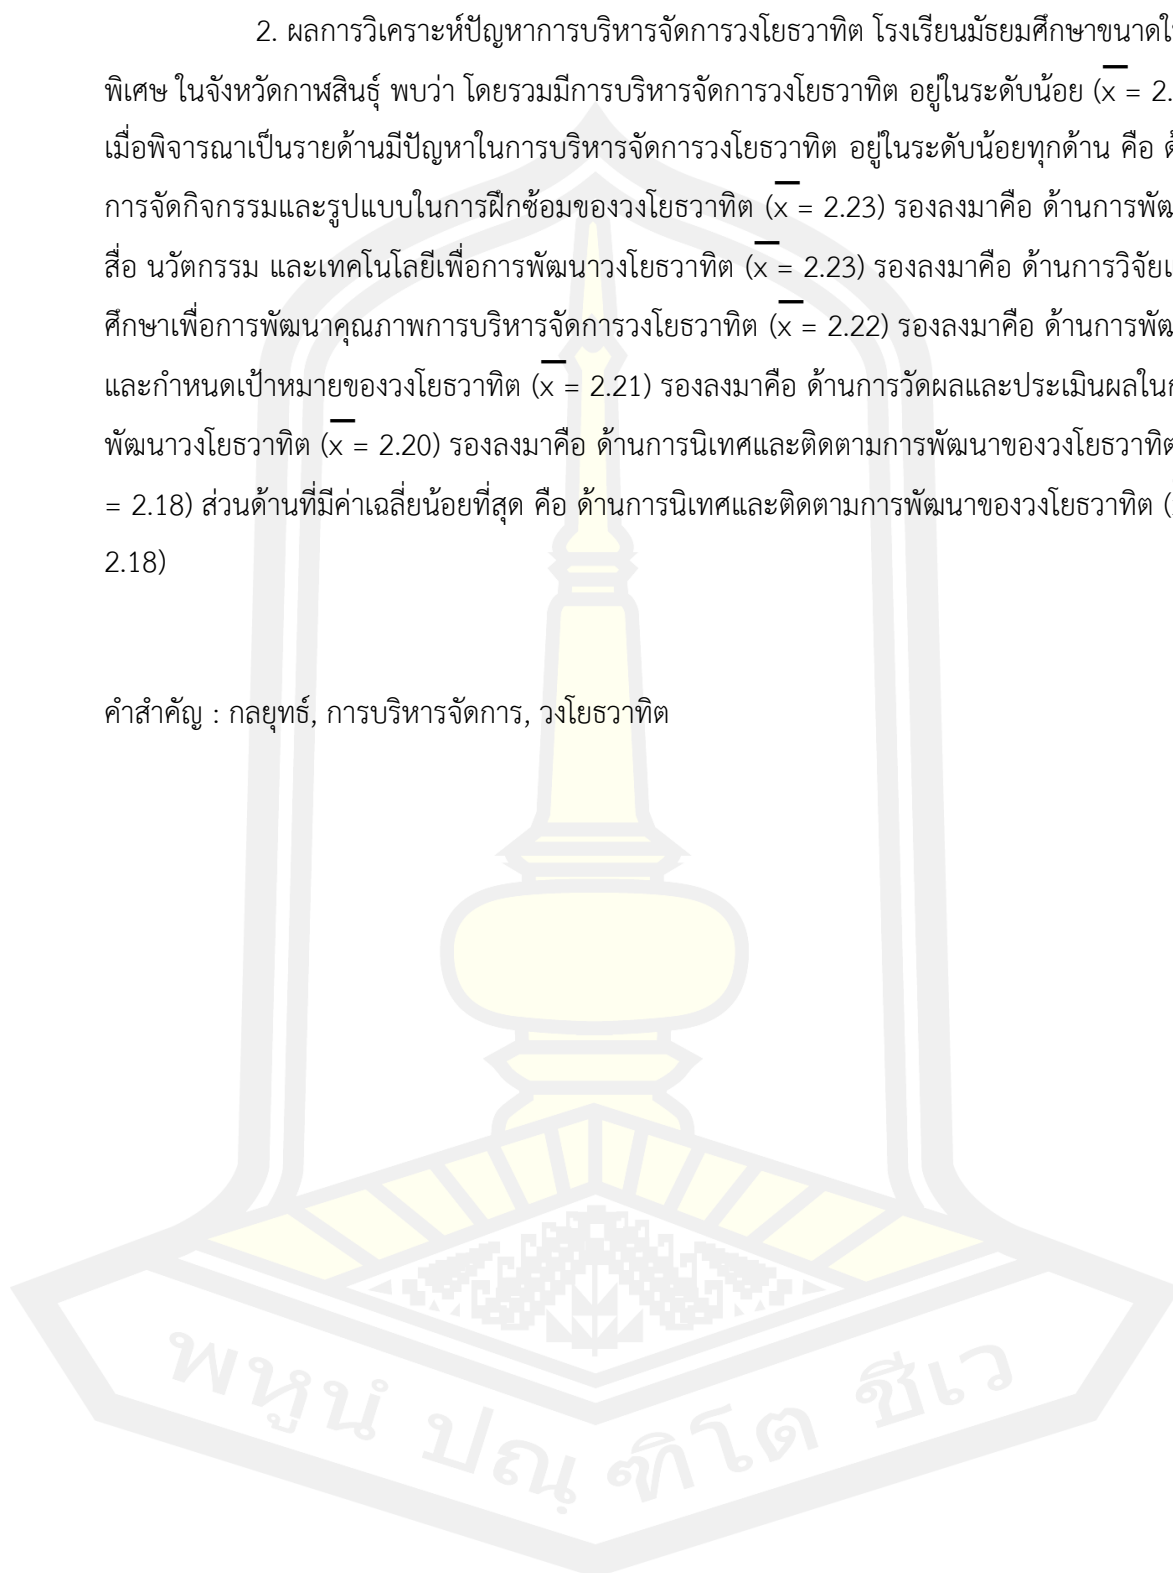 2. ผลการวิเคราะห์ปัญหาการบริหารจัดการวงโยธวาทิต โรงเรียนมัธยมศึกษาขนาดใ
พิเศษ ในจังหวัดกาฬสินธุ์ พบว่า โดยรวมมีการบริหารจัดการวงโยธวาทิต อยู่ในระดับน้อย (x̅ = 2.
เมื่อพิจารณาเป็นรายด้านมีปัญหาในการบริหารจัดการวงโยธวาทิต อยู่ในระดับน้อยทุกด้าน คือ
การจัดกิจกรรมและรูปแบบในการฝึกซ้อมของวงโยธวาทิต (x̅ = 2.23) รองลงมาคือ ด้านการพัฒ
สื่อ นวัตกรรม และเทคโนโลยีเพื่อการพัฒนาวงโยธวาทิต (x̅ = 2.23) รองลงมาคือ ด้านการวิจัยเ
ศึกษาเพื่อการพัฒนาคุณภาพการบริหารจัดการวงโยธวาทิต (x̅ = 2.22) รองลงมาคือ ด้านการพัฒ
และกำหนดเป้าหมายของวงโยธวาทิต (x̅ = 2.21) รองลงมาคือ ด้านการวัดผลและประเมินผลใน
พัฒนาวงโยธวาทิต (x̅ = 2.20) รองลงมาคือ ด้านการนิเทศและติดตามการพัฒนาของวงโยธวาทิต
= 2.18) ส่วนด้านที่มีค่าเฉลี่ยน้อยที่สุด คือ ด้านการนิเทศและติดตามการพัฒนาของวงโยธวาทิต (
2.18)
คำสำคัญ : กลยุทธ์, การบริหารจัดการ, วงโยธวาทิต
พหูนํ ปณฺฑิโต ชีเว